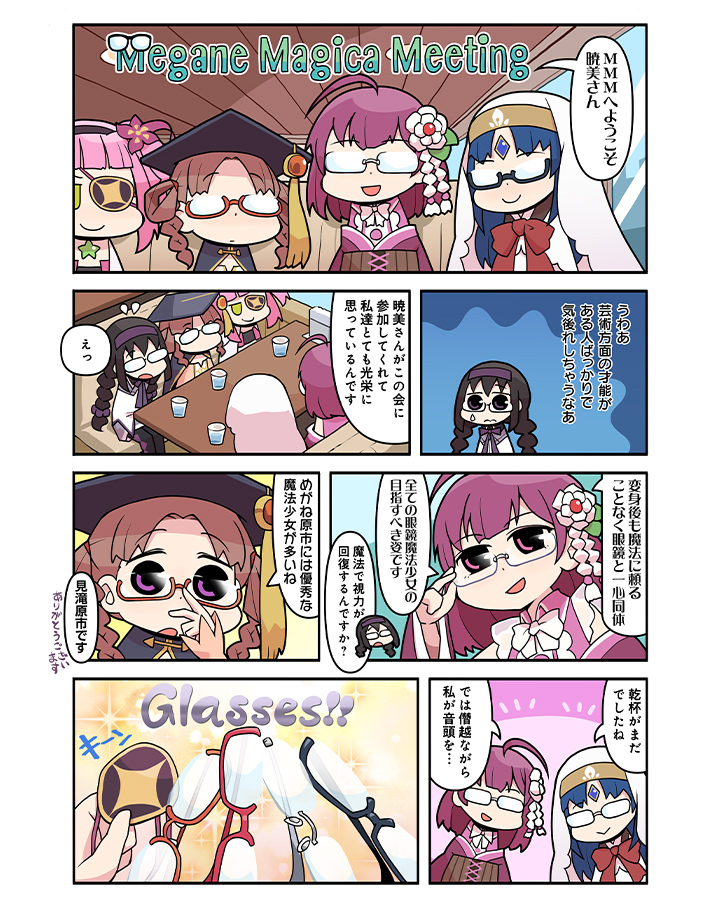 Megane Magica Meeting
MMMへようこそ
暁美さん
うわあ
芸術方面の才能が
ある人ばっかりで
気後れしちゃうなあ
暁美さんがこの会に
参加してくれて
私達とても光栄に
思っているんです
えっ
変身後も魔法に頼る
ことなく眼鏡と一心同体
全ての眼鏡魔法少女の
目指すべき姿です
魔法で視力が
回復するんですか?
めがね原市には優秀な
魔法少女が多いね
見滝原市です
ありがとうござい
ます
乾杯がまだ
でしたね
では僭越ながら
私が音頭を…
Glasses!!
キーン